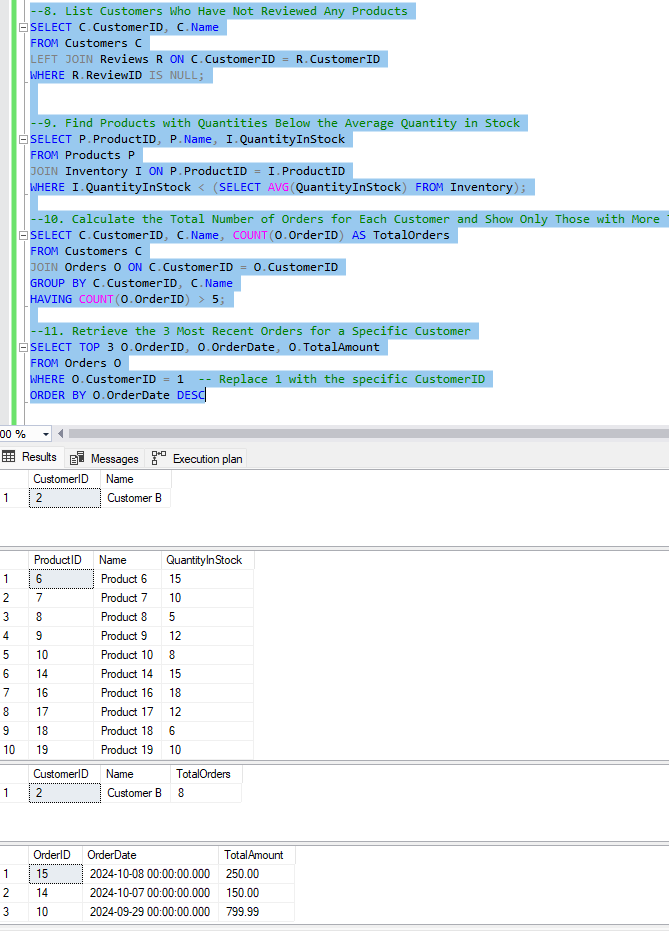 --8. List Customers Who Have Not Reviewed Any Products
SELECT C.CustomerID, C.Name
FROM Customers C
LEFT JOIN Reviews R ON C.CustomerID = R.CustomerID
WHERE R.ReviewID IS NULL;
--9. Find Products with Quantities Below the Average Quantity in Stock
SELECT P.ProductID, P.Name, I.QuantityInStock
FROM Products P
JOIN Inventory I ON P.ProductID = I.ProductID
WHERE I.QuantityInStock < (SELECT AVG(QuantityInStock) FROM Inventory);
--10. Calculate the Total Number of Orders for Each Customer and Show Only Those with More
SELECT C.CustomerID, C.Name, COUNT(O.OrderID) AS TotalOrders
FROM Customers C
JOIN Orders O ON C.CustomerID = O.CustomerID
GROUP BY C.CustomerID, C.Name
HAVING COUNT(O.OrderID) > 5;
--11. Retrieve the 3 Most Recent Orders for a Specific Customer
SELECT TOP 3 O.OrderID, O.OrderDate, O.TotalAmount
FROM Orders O
WHERE O.CustomerID = 1  -- Replace 1 with the specific CustomerID
ORDER BY O.OrderDate DESC
00 %
Results Messages Execution plan
CustomerID Name
1 2 Customer B
ProductID Name QuantityInStock
1 6 Product 6 15
2 7 Product 7 10
3 8 Product 8 5
4 9 Product 9 12
5 10 Product 10 8
6 14 Product 14 15
7 16 Product 16 18
8 17 Product 17 12
9 18 Product 18 6
10 19 Product 19 10
CustomerID Name TotalOrders
1 2 Customer B 8
OrderID OrderDate TotalAmount
1 15 2024-10-08 00:00:00.000 250.00
2 14 2024-10-07 00:00:00.000 150.00
3 10 2024-09-29 00:00:00.000 799.99